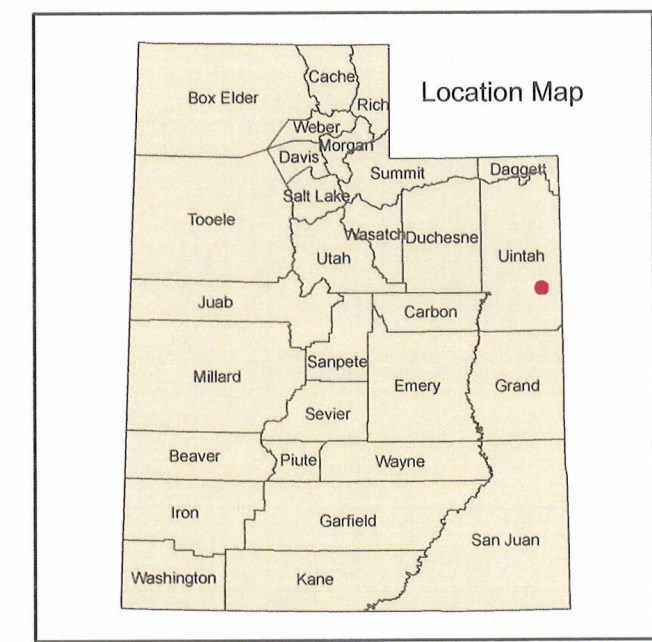 Location Map
Cache
Box Elder
Rich
Weber
Morgan
Davis
Summit
Daggett
Salt Lake
Tooele
Wasatch
Duchesne
Uintah
Utah
Juab
Carbon
Sanpete
Millard
Emery
Grand
Sevier
Beaver
Piute
Wayne
Iron
Garfield
San Juan
Washington
Kane